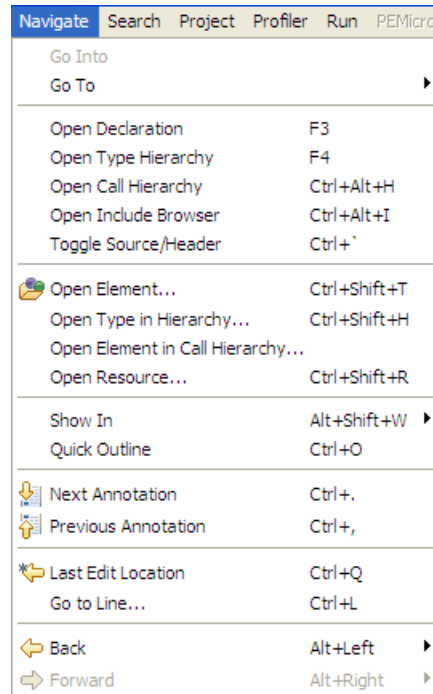 Navigate Search Project Profiler Run PEMicro
Go Into
Go To
Open Declaration F3
Open Type Hierarchy F4
Open Call Hierarchy Ctrl+Alt+H
Open Include Browser Ctrl+Alt+I
Toggle Source/Header Ctrl+`
Open Element... Ctrl+Shift+T
Open Type in Hierarchy... Ctrl+Shift+H
Open Element in Call Hierarchy...
Open Resource... Ctrl+Shift+R
Show In Alt+Shift+W
Quick Outline Ctrl+O
Next Annotation Ctrl+.
Previous Annotation Ctrl+,
Last Edit Location Ctrl+Q
Go to Line... Ctrl+L
Back Alt+Left
Forward Alt+Right